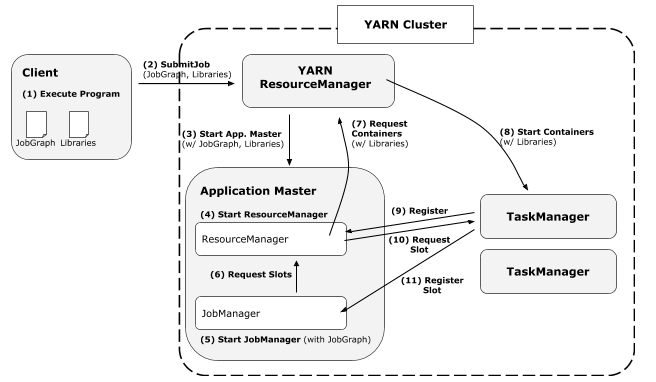 YARN Cluster
Client
(1) Execute Program
JobGraph Libraries
(2) SubmitJob
(JobGraph, Libraries)
YARN
ResourceManager
(3) Start App. Master
(w/ JobGraph, Libraries)
(7) Request
Containers
(w/ Libraries)
(8) Start Containers
(w/ Libraries)
Application Master
(4) Start ResourceManager
ResourceManager
(6) Request Slots
JobManager
(5) Start JobManager (with JobGraph)
(9) Register
(10) Request
Slot
(11) Register
Slot
TaskManager
TaskManager